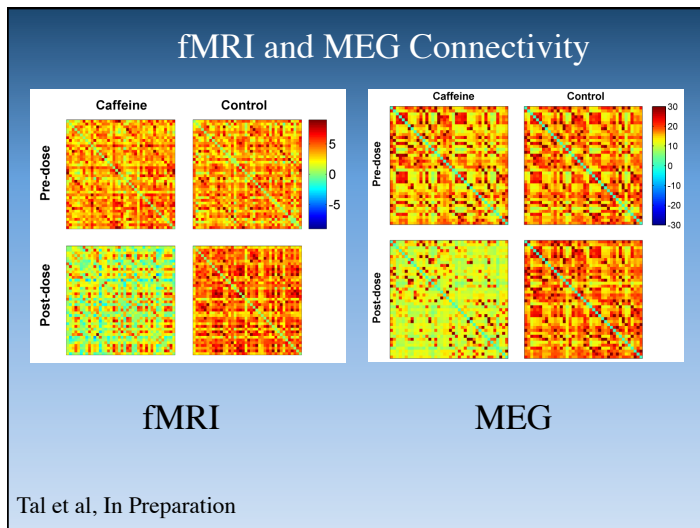 fMRI and MEG Connectivity
Caffeine Control
Pre-dose
5
0
-5
Post-dose
Caffeine Control
Pre-dose
30
20
10
0
-10
-20
-30
Post-dose
fMRI MEG
Tal et al, In Preparation